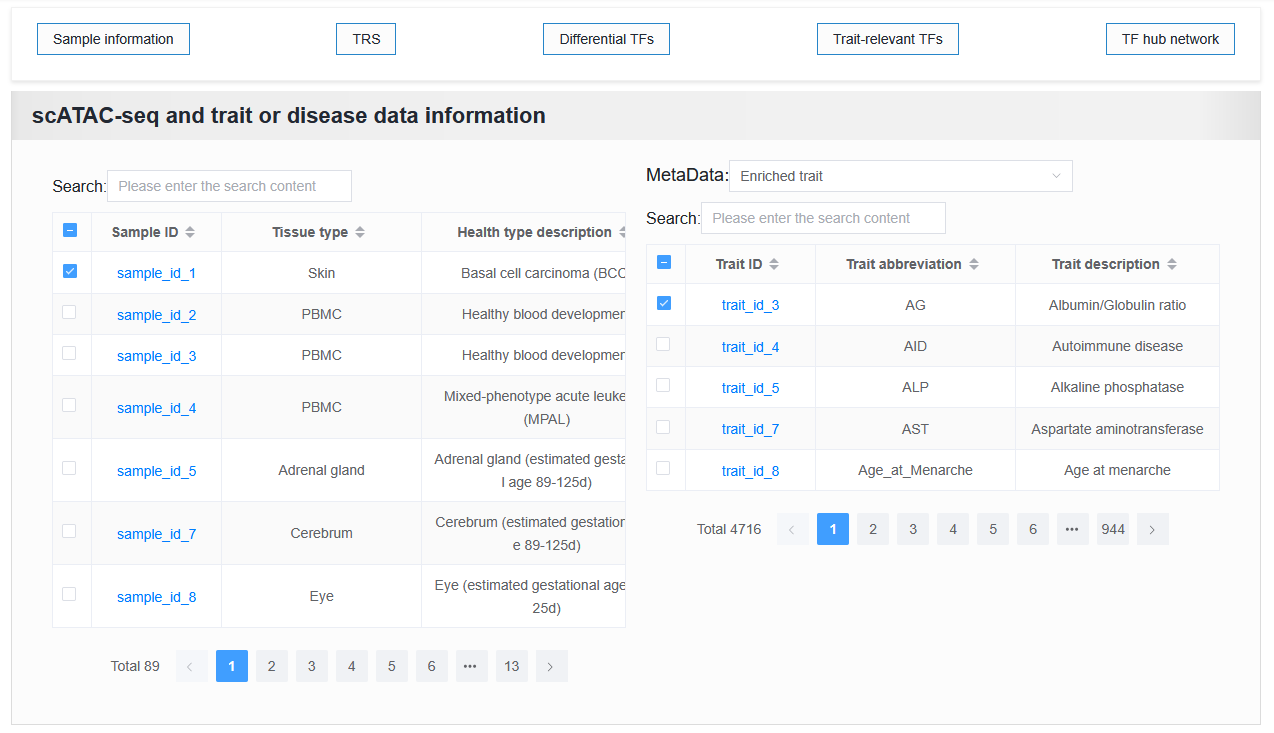 Sample information TRS Differential TFs Trait-relevant TFs TF hub network
scATAC-seq and trait or disease data information
Search: Please enter the search content
Sample ID Tissue type Health type description
sample_id_1 Skin Basal cell carcinoma (BCC
sample_id_2 PBMC Healthy blood developmen
sample_id_3 PBMC Healthy blood developmen
sample_id_4 PBMC Mixed-phenotype acute leuke
(MPAL)
sample_id_5 Adrenal gland Adrenal gland (estimated gesta
l age 89-125d)
sample_id_7 Cerebrum Cerebrum (estimated gestation
e 89-125d)
sample_id_8 Eye Eye (estimated gestational age
25d)
Total 89 < 1 2 3 4 5 6 ••• 13 >
MetaData: Enriched trait
Search: Please enter the search content
Trait ID Trait abbreviation Trait description
trait_id_3 AG Albumin/Globulin ratio
trait_id_4 AID Autoimmune disease
trait_id_5 ALP Alkaline phosphatase
trait_id_7 AST Aspartate aminotransferase
trait_id_8 Age_at_Menarche Age at menarche
Total 4716 < 1 2 3 4 5 6 ••• 944 >